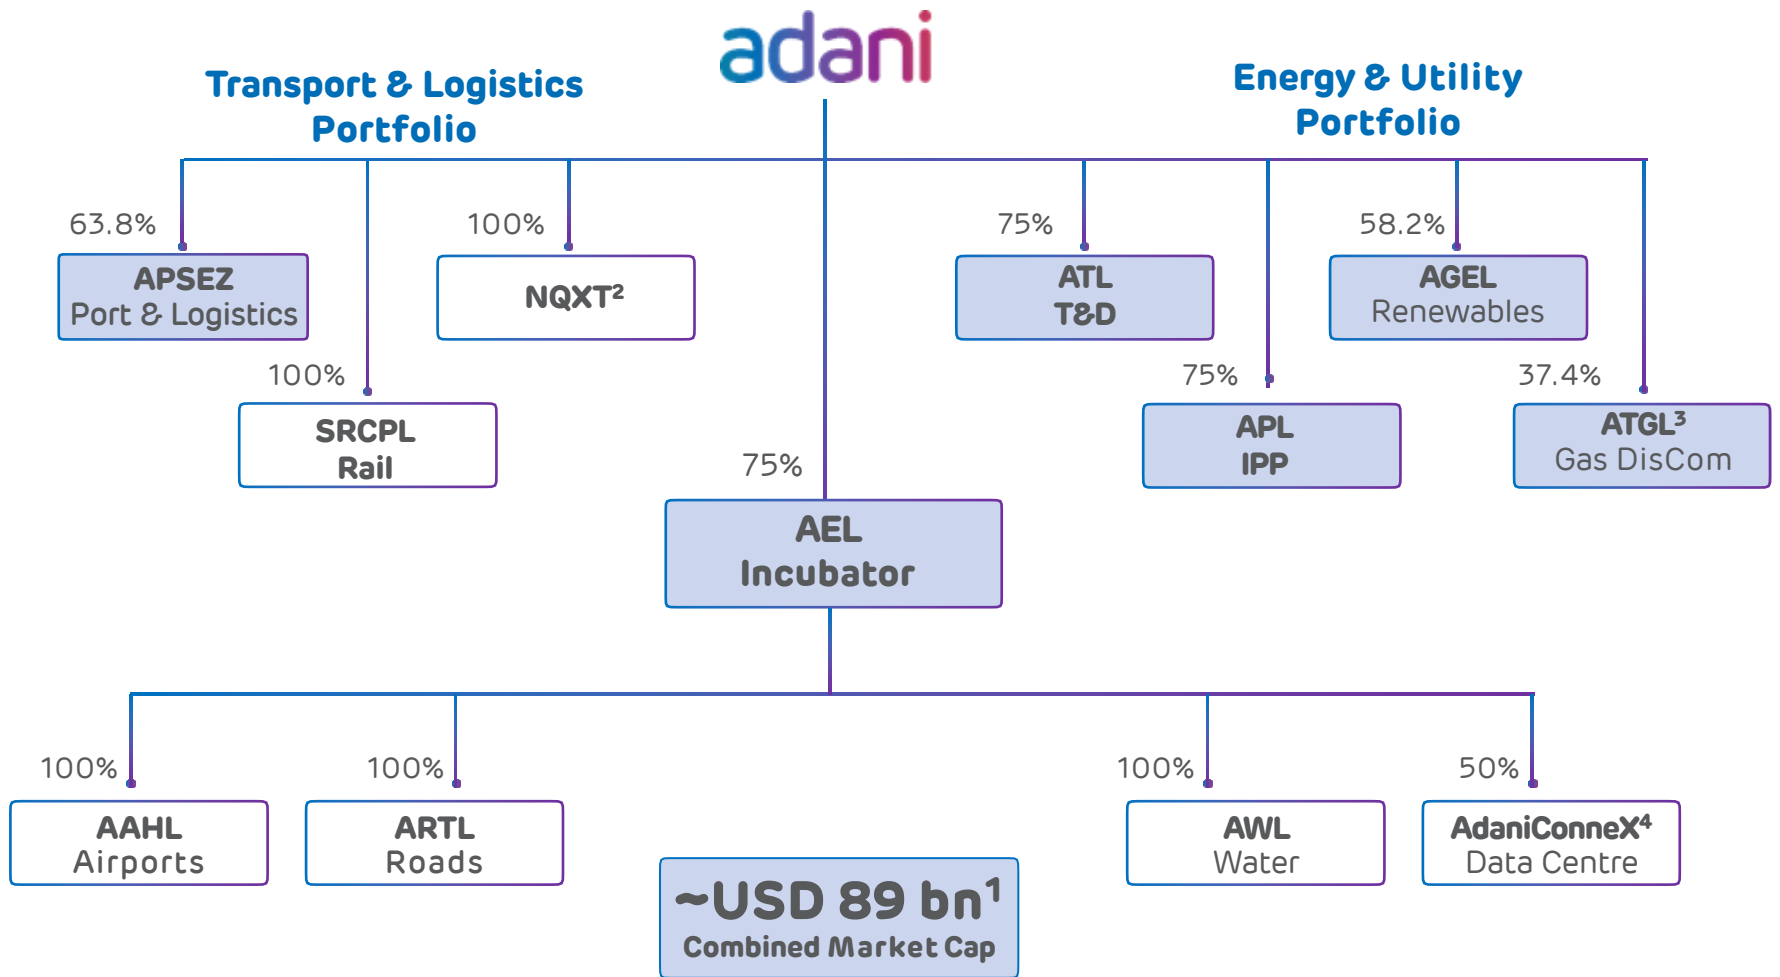 adani
Transport & Logistics
Portfolio
Energy & Utility
Portfolio
63.8%
APSEZ
Port & Logistics
100%
SRCPL
Rail
100%
NQXT²
75%
ATL
T&D
75%
APL
IPP
58.2%
AGEL
Renewables
37.4%
ATGL³
Gas DisCom
75%
AEL
Incubator
100%
AAHL
Airports
100%
ARTL
Roads
100%
AWL
Water
50%
AdaniConneX⁴
Data Centre
~USD 89 bn¹
Combined Market Cap